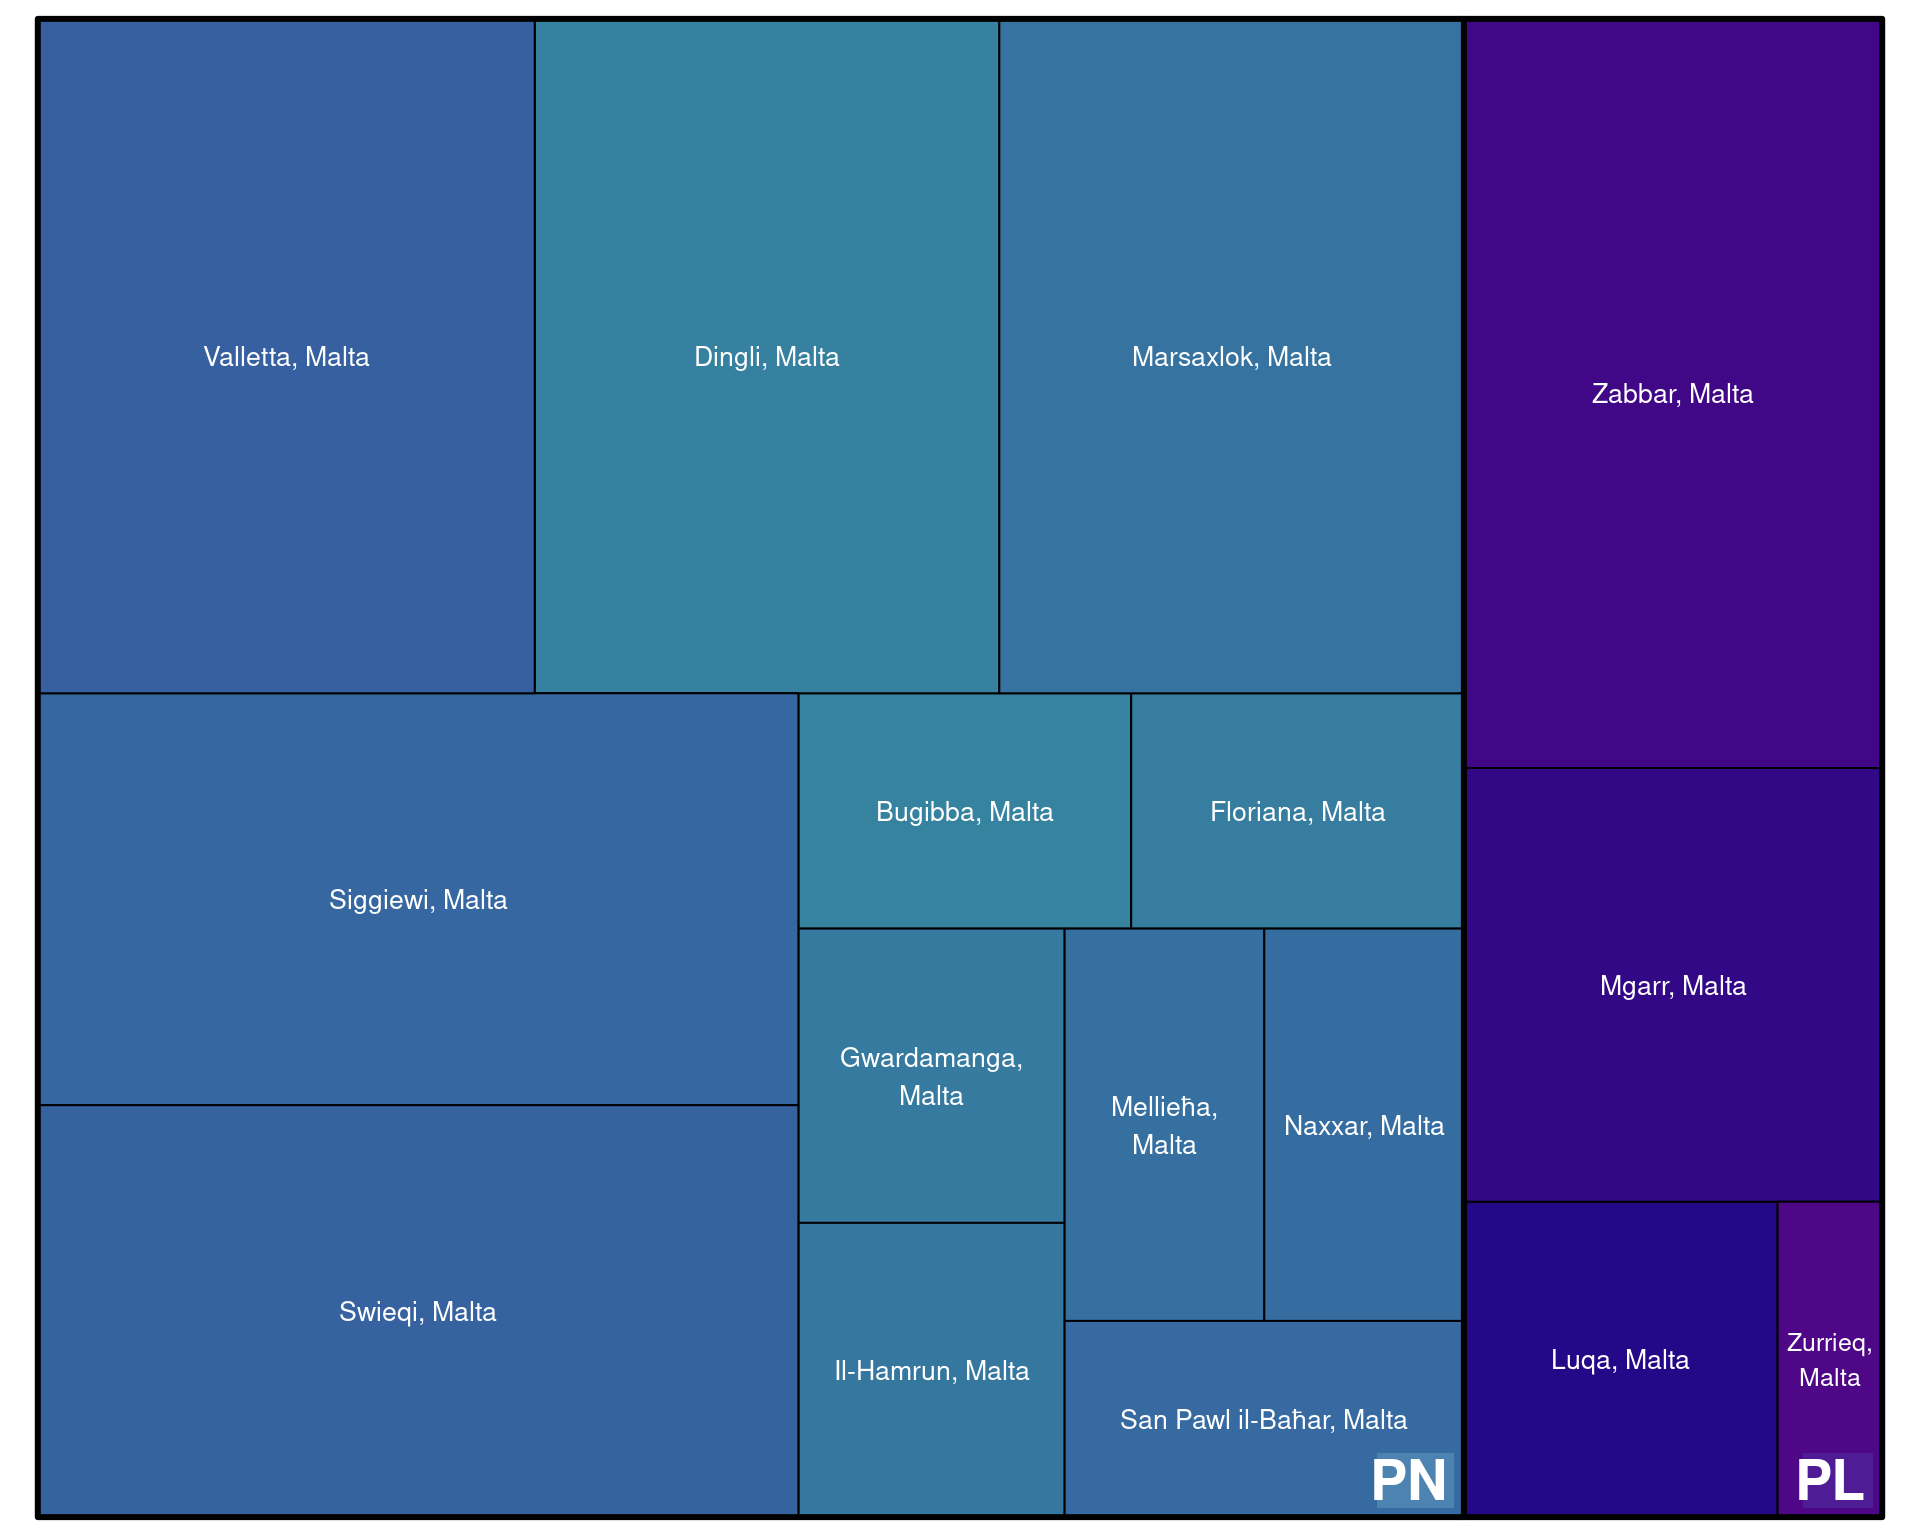 Valletta, Malta
Dingli, Malta
Marsaxlok, Malta
Zabbar, Malta
Siggiewi, Malta
Bugibba, Malta
Floriana, Malta
Mgarr, Malta
Gwardamanga,
Malta
Mellieħa,
Malta
Naxxar, Malta
Swieqi, Malta
Il-Hamrun, Malta
San Pawl il-Baħar, Malta
PN
Luqa, Malta
Zurrieq,
Malta
PL